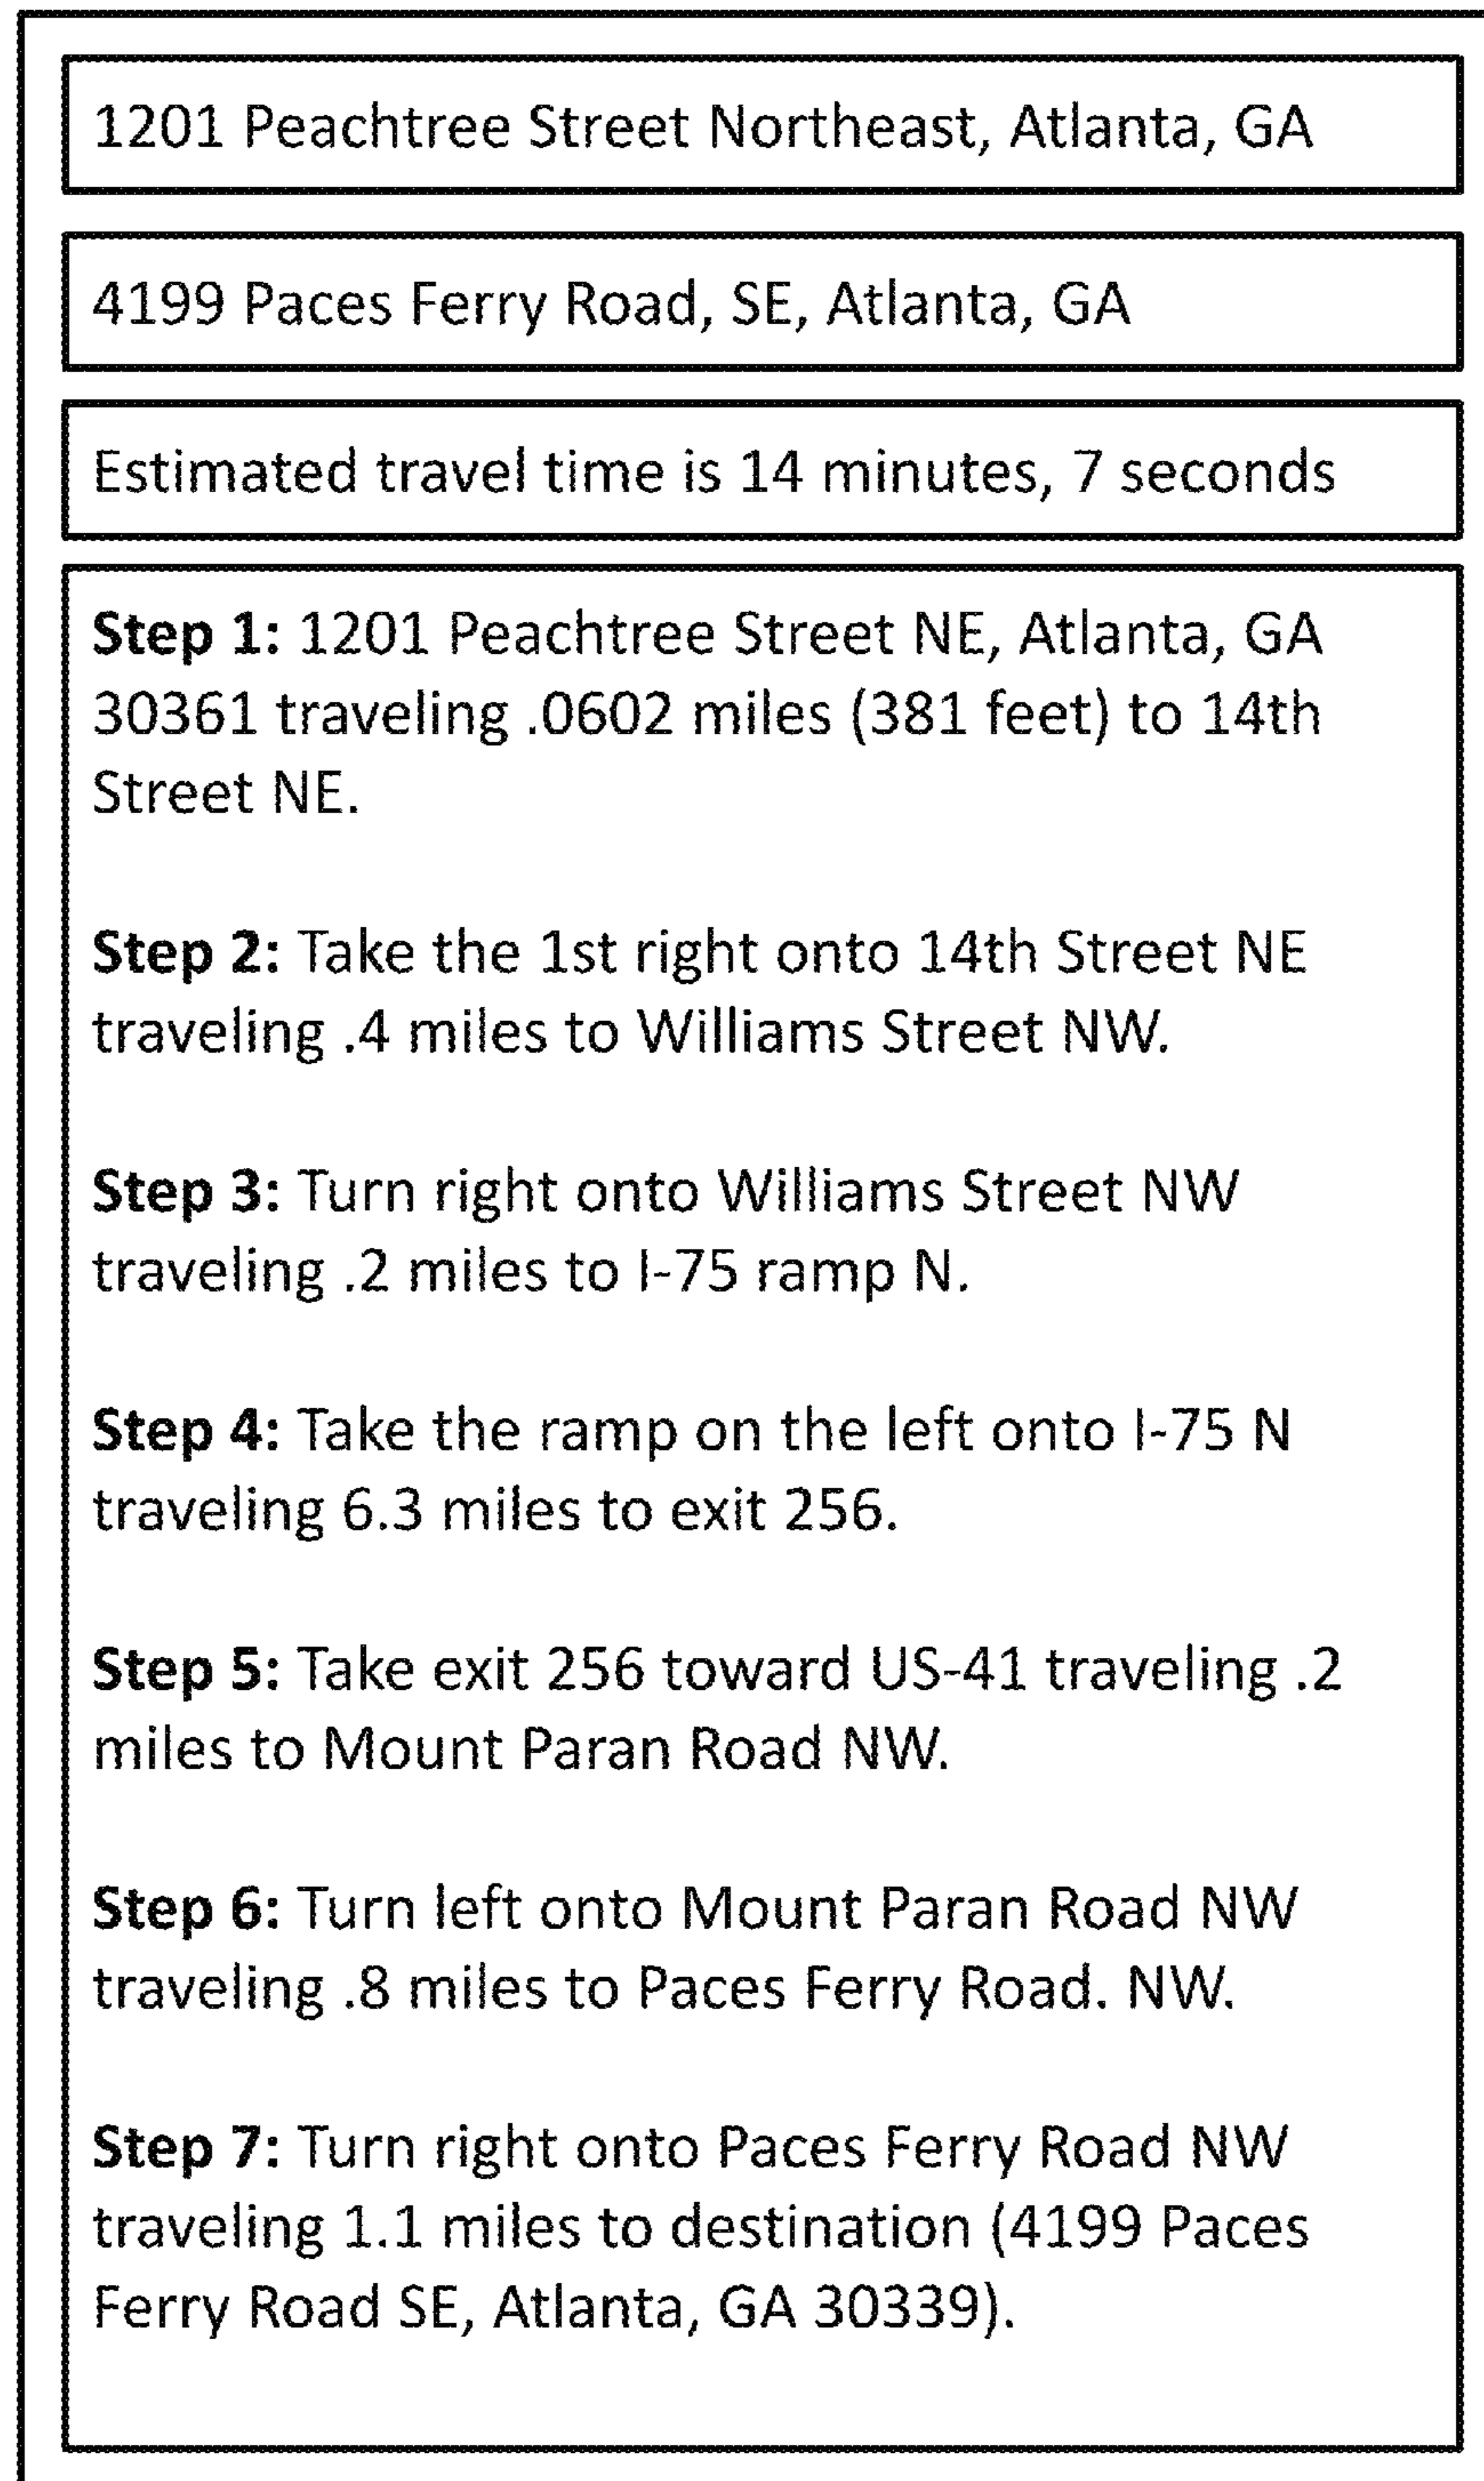 1201 Peachtree Street Northeast, Atlanta, GA
4199 Paces Ferry Road, SE, Atlanta, GA
Estimated travel time is 14 minutes, 7 seconds
Step 1: 1201 Peachtree Street NE, Atlanta, GA
30361 traveling .0602 miles (381 feet) to 14th
Street NE.
Step 2: Take the 1st right onto 14th Street NE
traveling .4 miles to Williams Street NW.
Step 3: Turn right onto Williams Street NW
traveling .2 miles to I-75 ramp N.
Step 4: Take the ramp on the left onto I-75 N
traveling 6.3 miles to exit 256.
Step 5: Take exit 256 toward US-41 traveling .2
miles to Mount Paran Road NW.
Step 6: Turn left onto Mount Paran Road NW
traveling .8 miles to Paces Ferry Road. NW.
Step 7: Turn right onto Paces Ferry Road NW
traveling 1.1 miles to destination (4199 Paces
Ferry Road SE, Atlanta, GA 30339).